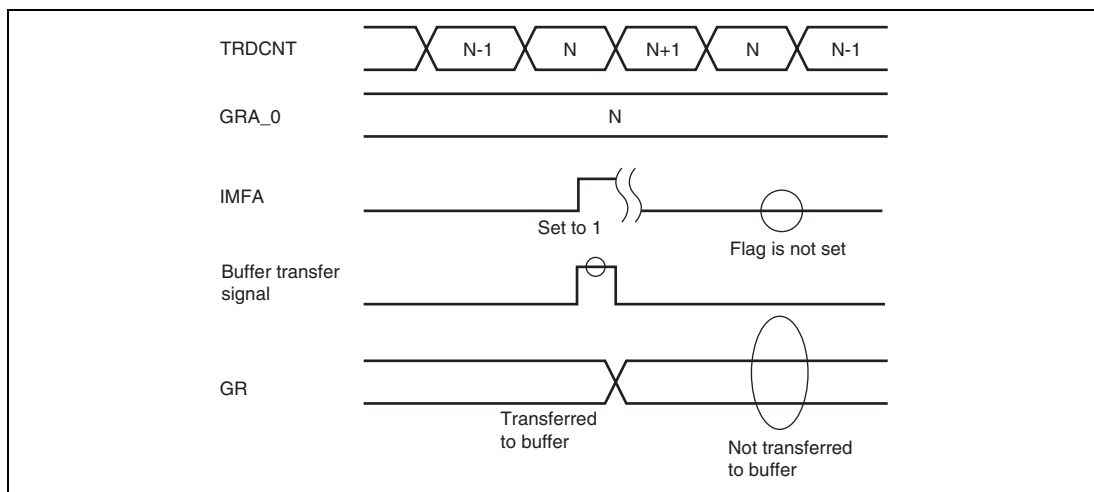 TRDCNT
N-1 N N+1 N N-1
GRA_0
N
IMFA
Set to 1
Flag is not set
Buffer transfer
signal
GR
Transferred
to buffer
Not transferred
to buffer